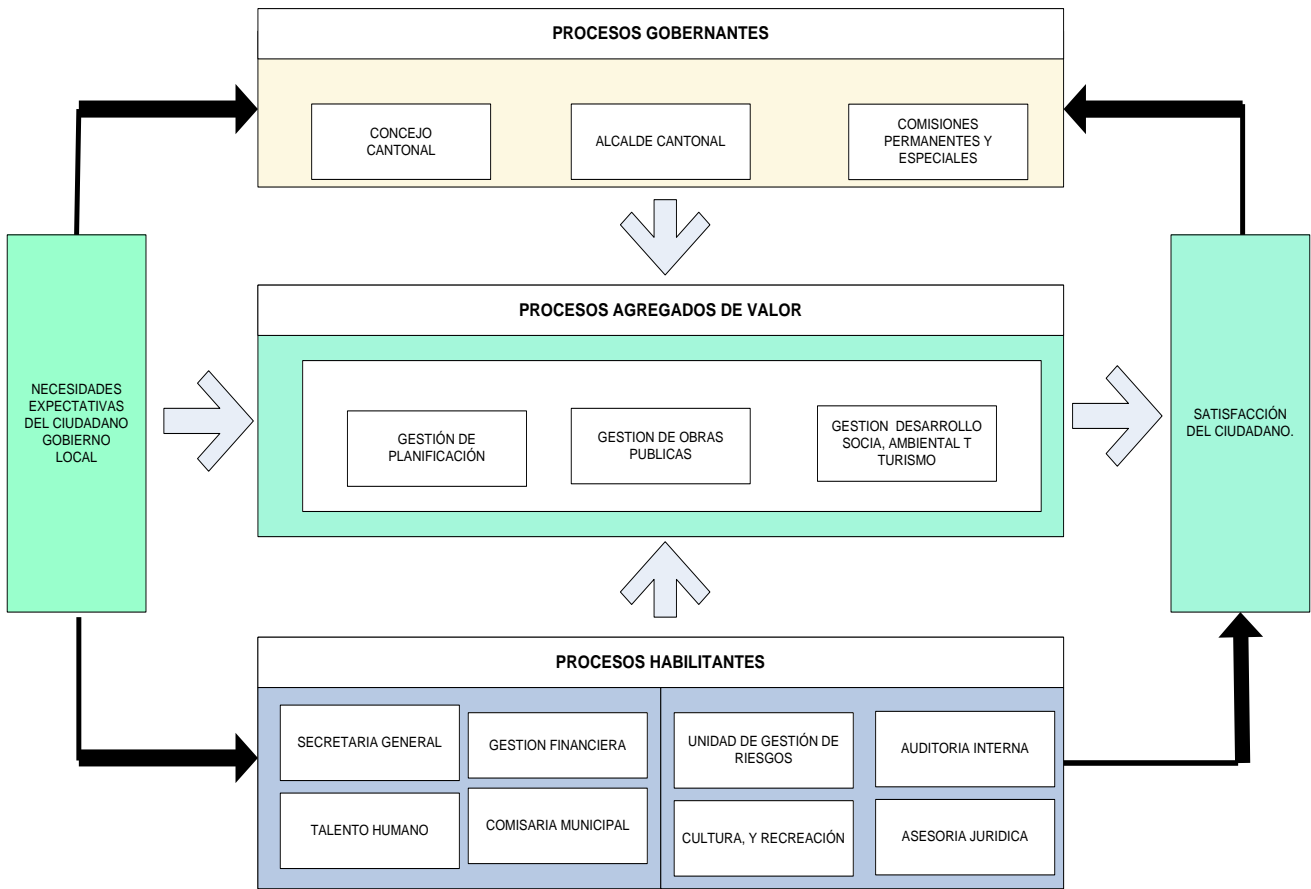 PROCESOS GOBERNANTES
CONCEJO
CANTONAL
ALCALDE CANTONAL
COMISIONES
PERMANENTES Y
ESPECIALES
NECESIDADES
EXPECTATIVAS
DEL CIUDADANO
GOBIERNO
LOCAL
PROCESOS AGREGADOS DE VALOR
GESTIÓN DE
PLANIFICACIÓN
GESTION DE OBRAS
PUBLICAS
GESTION DESARROLLO
SOCIA, AMBIENTAL T
TURISMO
SATISFACCIÓN
DEL CIUDADANO.
PROCESOS HABILITANTES
SECRETARIA GENERAL
GESTION FINANCIERA
UNIDAD DE GESTIÓN DE
RIESGOS
AUDITORIA INTERNA
TALENTO HUMANO
COMISARIA MUNICIPAL
CULTURA, Y RECREACIÓN
ASESORIA JURIDICA